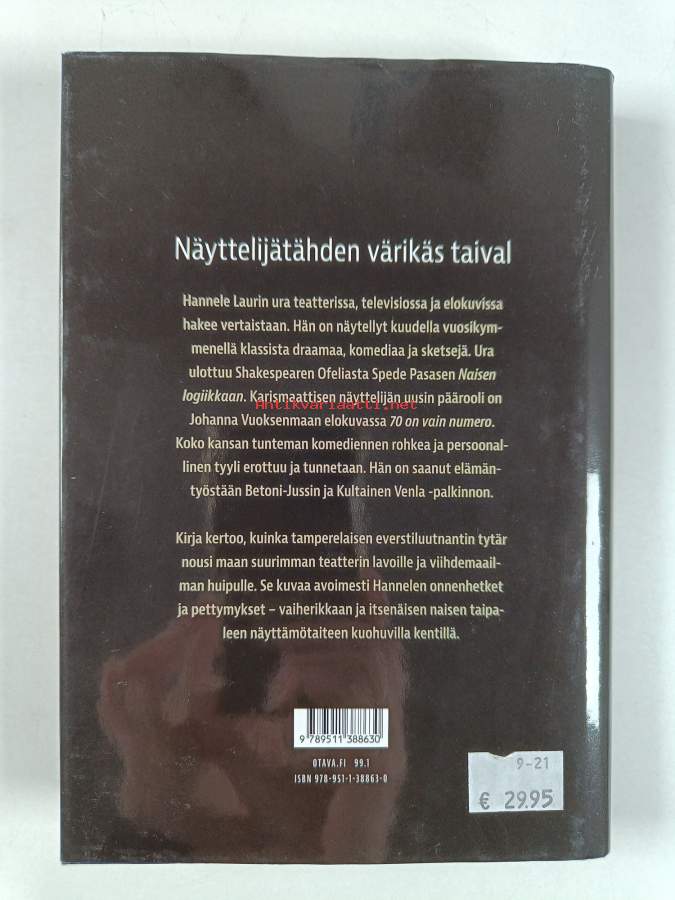 Näyttelijätähden värikäs taival
Hannele Laurin ura teatterissa, televisiossa ja elokuvissa
hakee vertaistaan. Hän on näytellyt kuudella vuosikym-
menellä klassista draamaa, komediaa ja sketsejä. Ura
ulottuu Shakespearen Ofeliasta Spede Pasasen Naisen
logiikkaan. Karismaattisen näyttelijän uusin päärooli on
Antikvariaatti.net
Johanna Vuoksenmaan elokuvassa 70 on vain numero.
Koko kansan tunteman komediennen rohkea ja persoonal-
linen tyyli erottuu ja tunnetaan. Hän on saanut elämän-
työstään Betoni-Jussin ja Kultainen Venla -palkinnon.
Kirja kertoo, kuinka tamperelaisen everstiluutnantin tytär
nousi maan suurimman teatterin lavoille ja viihdemaail-
man huipulle. Se kuvaa avoimesti Hannelen onnenhetket
ja pettymykset – vaiherikkaan ja itsenäisen naisen taipa-
leen näyttämötaiteen kuohuvilla kentillä.
9 789511 388630
OTAVA.FI 99.1
ISBN 978-951-1-38863-0
9-21
€ 29.95